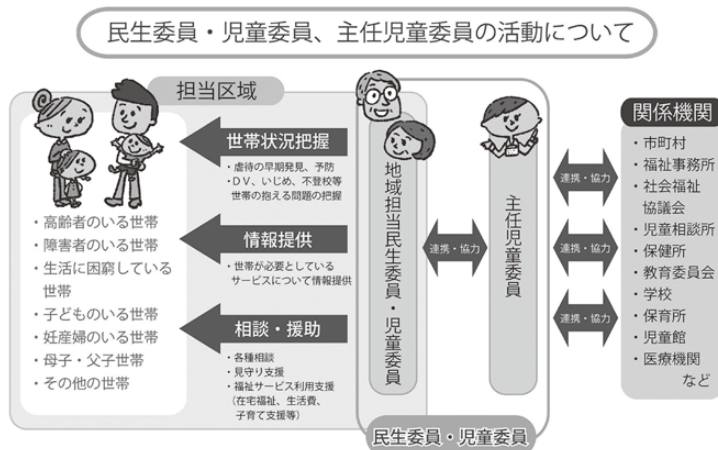 民生委員・児童委員、主任児童委員の活動について
担当区域
・高齢者のいる世帯
・障害者のいる世帯
・生活に困窮している
世帯
・子どものいる世帯
・妊産婦のいる世帯
・母子・父子世帯
・その他の世帯
世帯状況把握
・虐待の早期発見、予防
・DV、いじめ、不登校等
世帯の抱える問題の把握
情報提供
・世帯が必要としている
サービスについて情報提供
相談・援助
・各種相談
・見守り支援
・福祉サービス利用支援
(在宅福祉、生活費、
子育て支援等)
地域担当民生委員・児童委員
連携・協力
主任児童委員
民生委員・児童委員
連携・協力
連携・協力
連携・協力
関係機関
・市町村
・福祉事務所
・社会福祉
協議会
・児童相談所
・保健所
・教育委員会
・学校
・保育所
・児童館
・医療機関
など